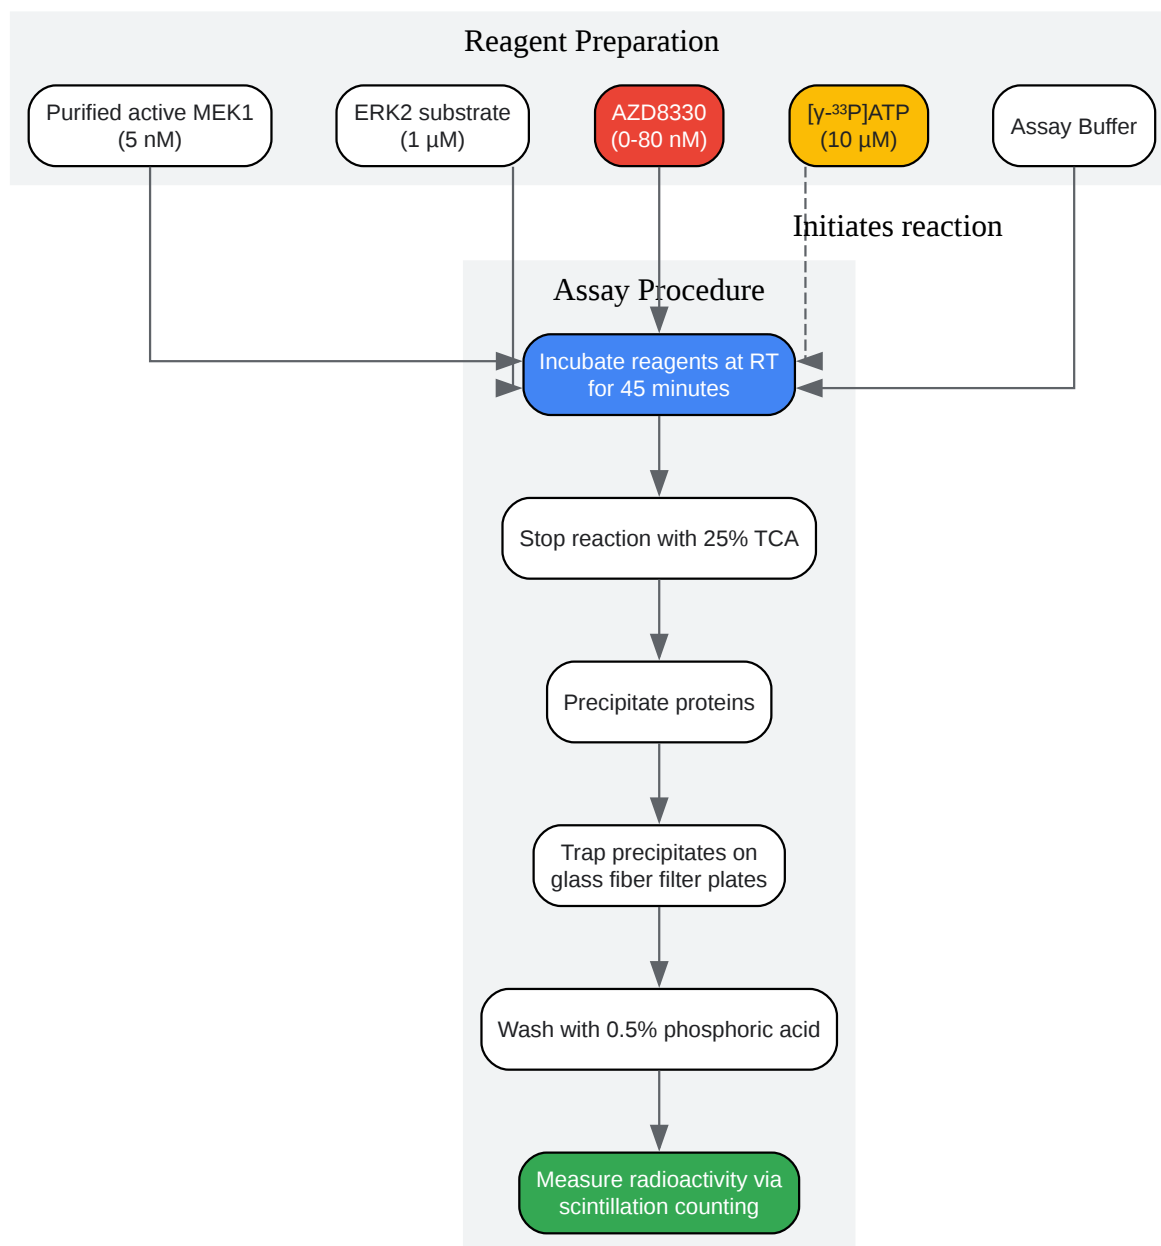 Reagent Preparation
Purified active MEK1
(5 nM)
ERK2 substrate
(1 µM)
AZD8330
(0-80 nM)
[γ-³³P]ATP
(10 µM)
Assay Buffer
Initiates reaction
Assay Procedure
Incubate reagents at RT
for 45 minutes
Stop reaction with 25% TCA
Precipitate proteins
Trap precipitates on
glass fiber filter plates
Wash with 0.5% phosphoric acid
Measure radioactivity via
scintillation counting